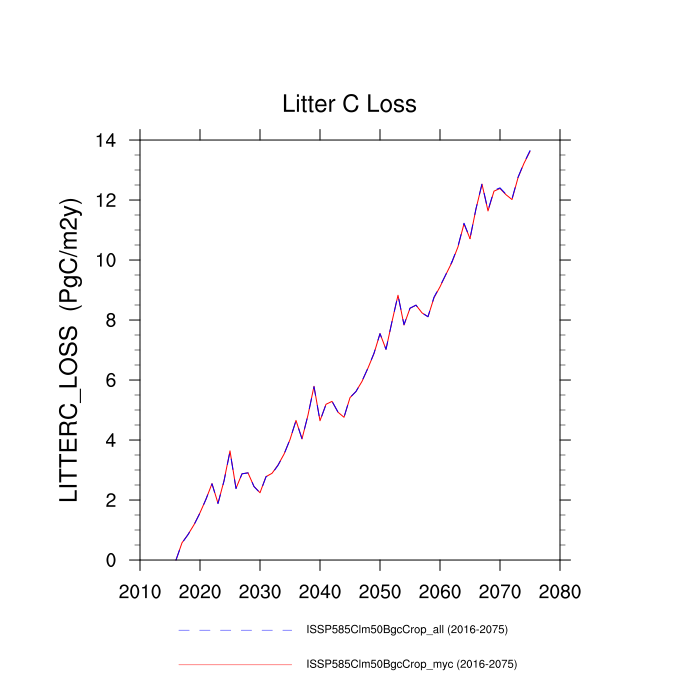 Litter C Loss
LITTERC_LOSS (PgC/m2y)
14
12
10
8
6
4
2
0
2010 2020 2030 2040 2050 2060 2070 2080
ISSP585Clm50BgcCrop_all (2016-2075)
ISSP585Clm50BgcCrop_myc (2016-2075)